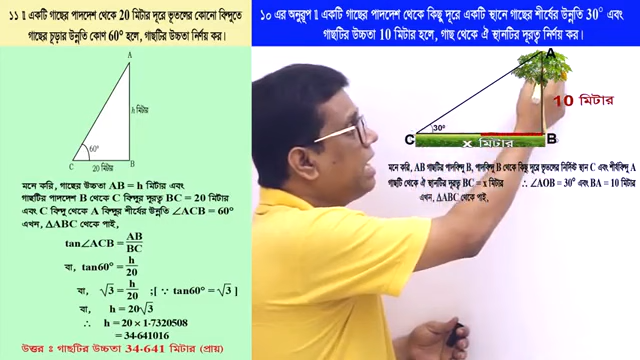 ১১॥ একটি গাছের পাদদেশ থেকে 20 মিটার দূরে ভূতলের কোনো বিন্দুতে
গাছের চূড়ার উন্নতি কোণ 60° হলে, গাছটির উচ্চতা নির্ণয় কর।
A
h মিটার
60°
C
B
20 মিটার
মনে করি, গাছের উচ্চতা AB = h মিটার এবং
গাছটির পাদদেশ B থেকে C বিন্দুর দূরত্ব BC = 20 মিটার
এবং C বিন্দু থেকে A বিন্দুর শীর্ষের উন্নতি ∠ACB = 60°
এখন, ΔABC থেকে পাই,
tan∠ACB = AB/BC
বা, tan60° = h/20
বা, √3 = h/20 ;[ ∵ tan60° = √3 ]
বা, h = 20√3
∴ h = 20 × 1·7320508
= 34·641016
উত্তর ঃ গাছটির উচ্চতা 34·641 মিটার (প্রায়)
১০ এর অনুরূপ॥ একটি গাছের পাদদেশ থেকে কিছু দূরে একটি স্থানে গাছের শীর্ষের উন্নতি 30° এবং
গাছটির উচ্চতা 10 মিটার হলে, গাছ থেকে ঐ স্থানটির দূরত্ব নির্ণয় কর।
A
10 মিটার
30°
C
B
x মিটার
মনে করি, AB গাছটির পাদবিন্দু B, পাদবিন্দু B থেকে কিছু দূরে ভূতলের নির্দিষ্ট স্থান C এবং শীর্ষবিন্দু A
গাছটি থেকে ঐ স্থানটির দূরত্ব BC = x মিটার ∴ ∠AOB = 30° এবং BA = 10 মিটার
এখন, ΔABC থেকে পাই,